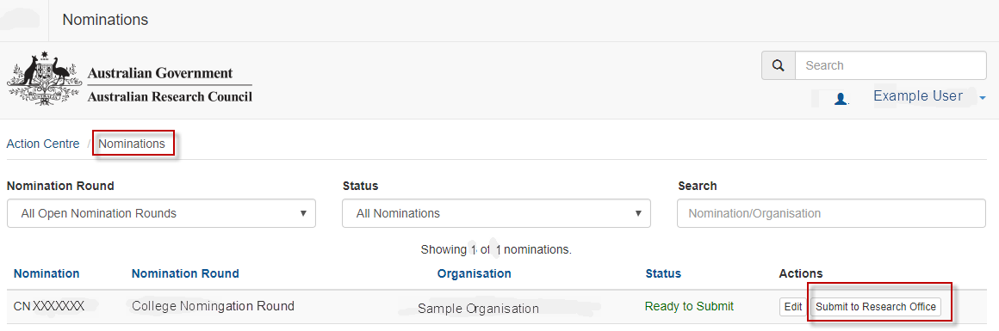 Nominations
Australian Government
Australian Research Council
Search
Example User
Action Centre / Nominations
Nomination Round Status Search
All Open Nomination Rounds All Nominations Nomination/Organisation
Showing 1 of 1 nominations.
Nomination Nomination Round Organisation Status Actions
CN XXXXXXX College Nomingation Round Sample Organisation Ready to Submit Edit Submit to Research Office